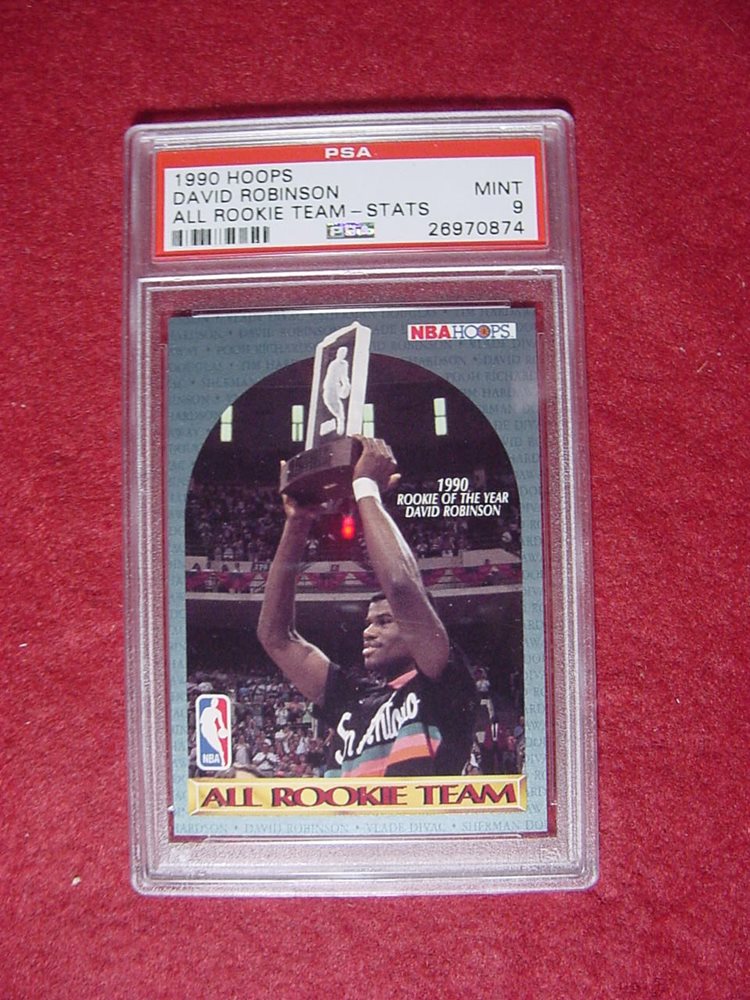 PSA
1990 HOOPS
DAVID ROBINSON MINT
ALL ROOKIE TEAM - STATS 9
26970874
NBA HOOPS
1990
ROOKIE OF THE YEAR
DAVID ROBINSON
San Antonio
NBA
ALL ROOKIE TEAM
ARDSON • DAVID ROBINSON • VLADE DIVAC • SHERMAN DO